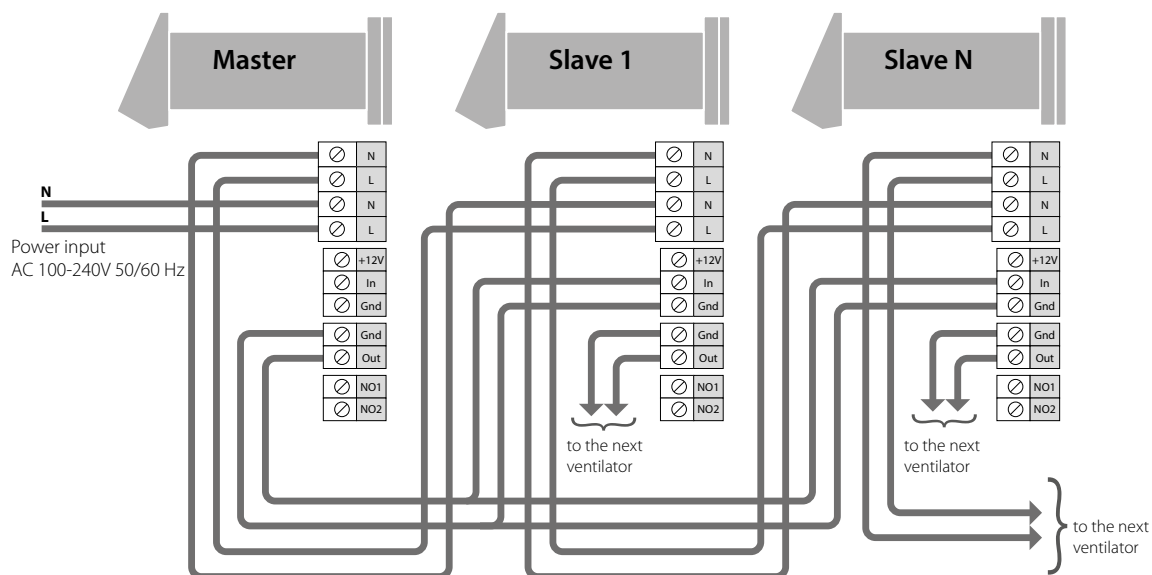 Master
Slave 1
Slave N
N
L
Power input
AC 100-240V 50/60 Hz
N
L
N
L
+12V
In
Gnd
Gnd
Out
NO1
NO2
N
L
N
L
+12V
In
Gnd
Gnd
Out
NO1
NO2
to the next
ventilator
N
L
N
L
+12V
In
Gnd
Gnd
Out
NO1
NO2
to the next
ventilator
to the next
ventilator